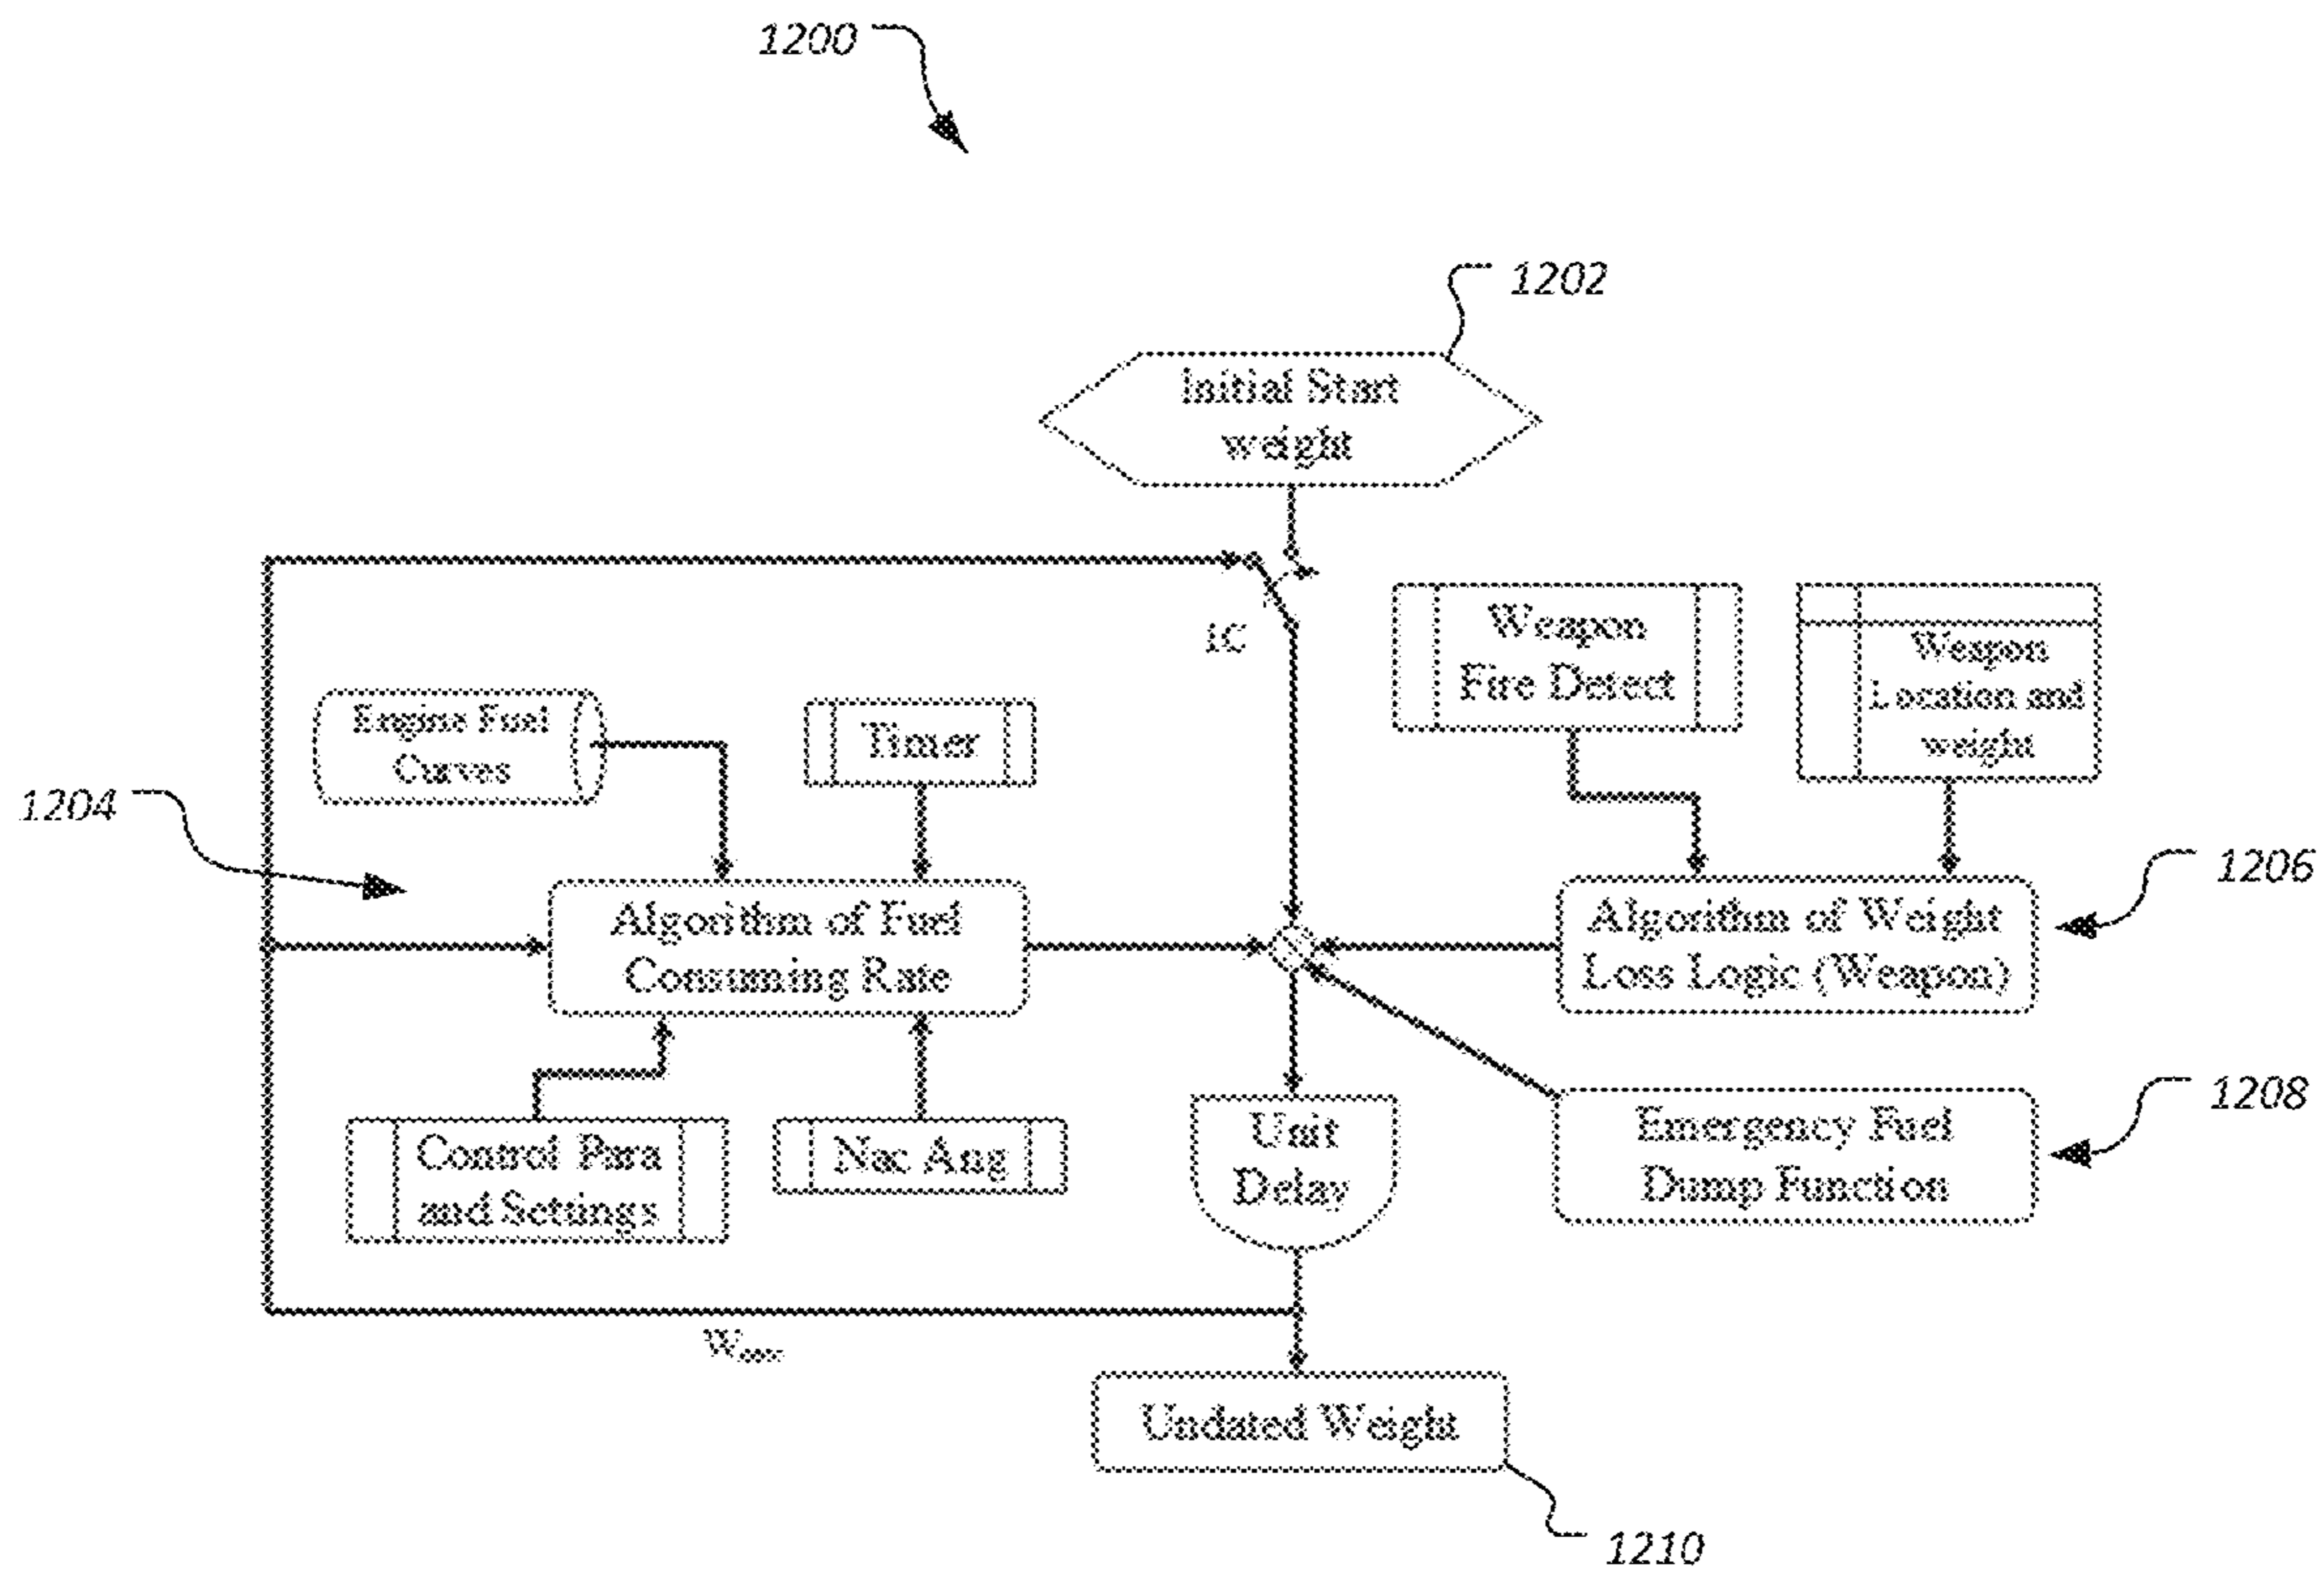 1200
1202
Initial Start
weight
IC
Weapon
Fire Detect
Weapon
Location and
weight
Engine Fuel
Curves
Timer
1204
1206
Algorithm of Fuel
Consuming Rate
Algorithm of Weight
Loss Logic (Weapon)
1208
Control Para
and Settings
Nac Ang
Unit
Delay
Emergency Fuel
Dump Function
Undated Weight
1210